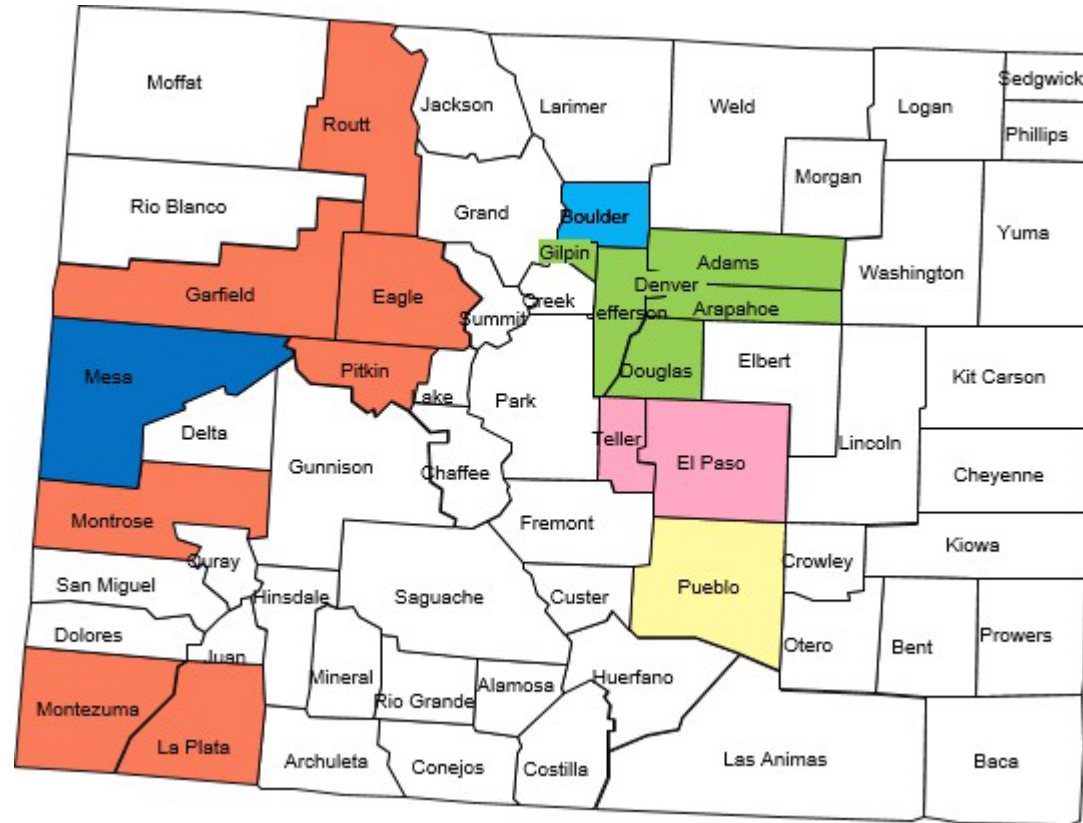 Moffat
Routt
Jackson
Larimer
Weld
Logan
Sedgwick
Phillips
Morgan
Rio Blanco
Grand
Boulder
Yuma
Gilpin
Adams
Washington
Garfield
Eagle
Denver
Creek
Jefferson
Arapahoe
Summit
Mesa
Pitkin
Douglas
Elbert
Kit Carson
ake
Park
Delta
Teller
Lincoln
Gunnison
El Paso
Chaffee
Cheyenne
Montrose
Fremont
Kiowa
Ouray
Crowley
San Miguel
Hinsdale
Saguache
Custer
Pueblo
Dolores
Juan
Otero
Bent
Prowers
Mineral
Alamosa
Huerfano
Rio Grande
Montezuma
La Plata
Archuleta
Conejos
Costilla
Las Animas
Baca